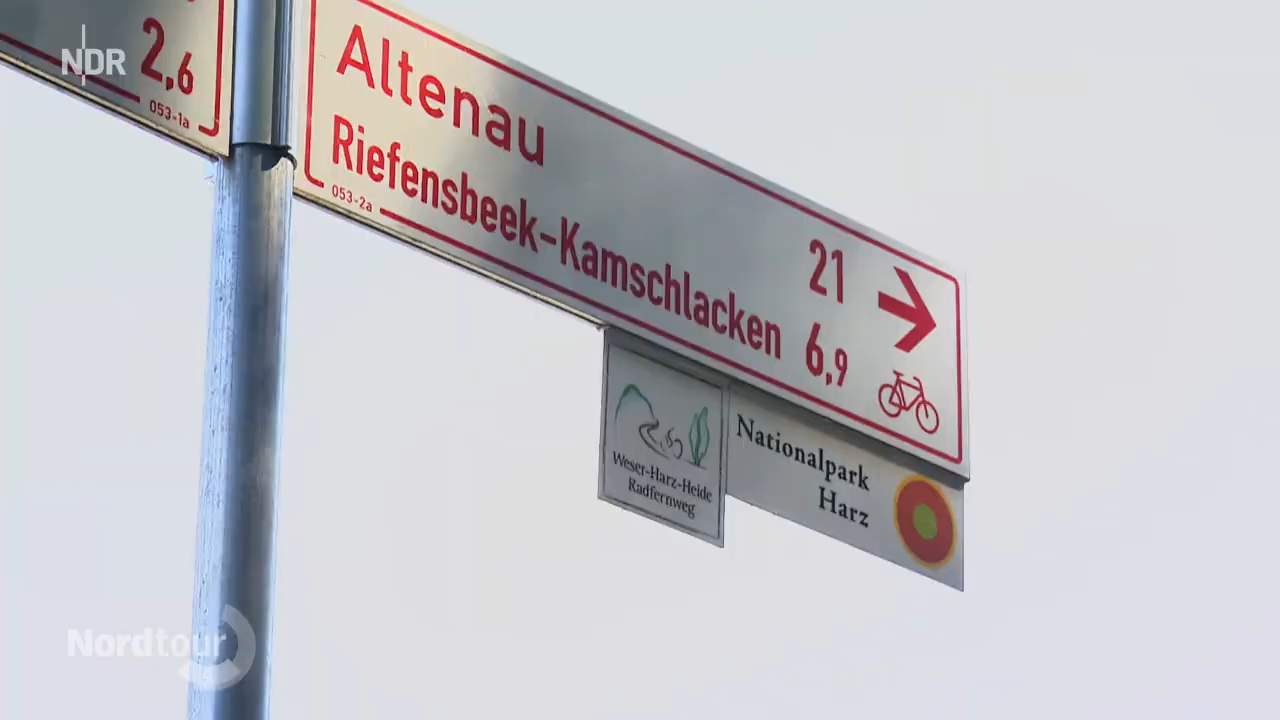 NDR
2,6
053-1a
Altenau 21
Riefensbeek-Kamschlacken 6,9
053-2a
Weser-Harz-Heide
Radfernweg
Nationalpark
Harz
Nordtour